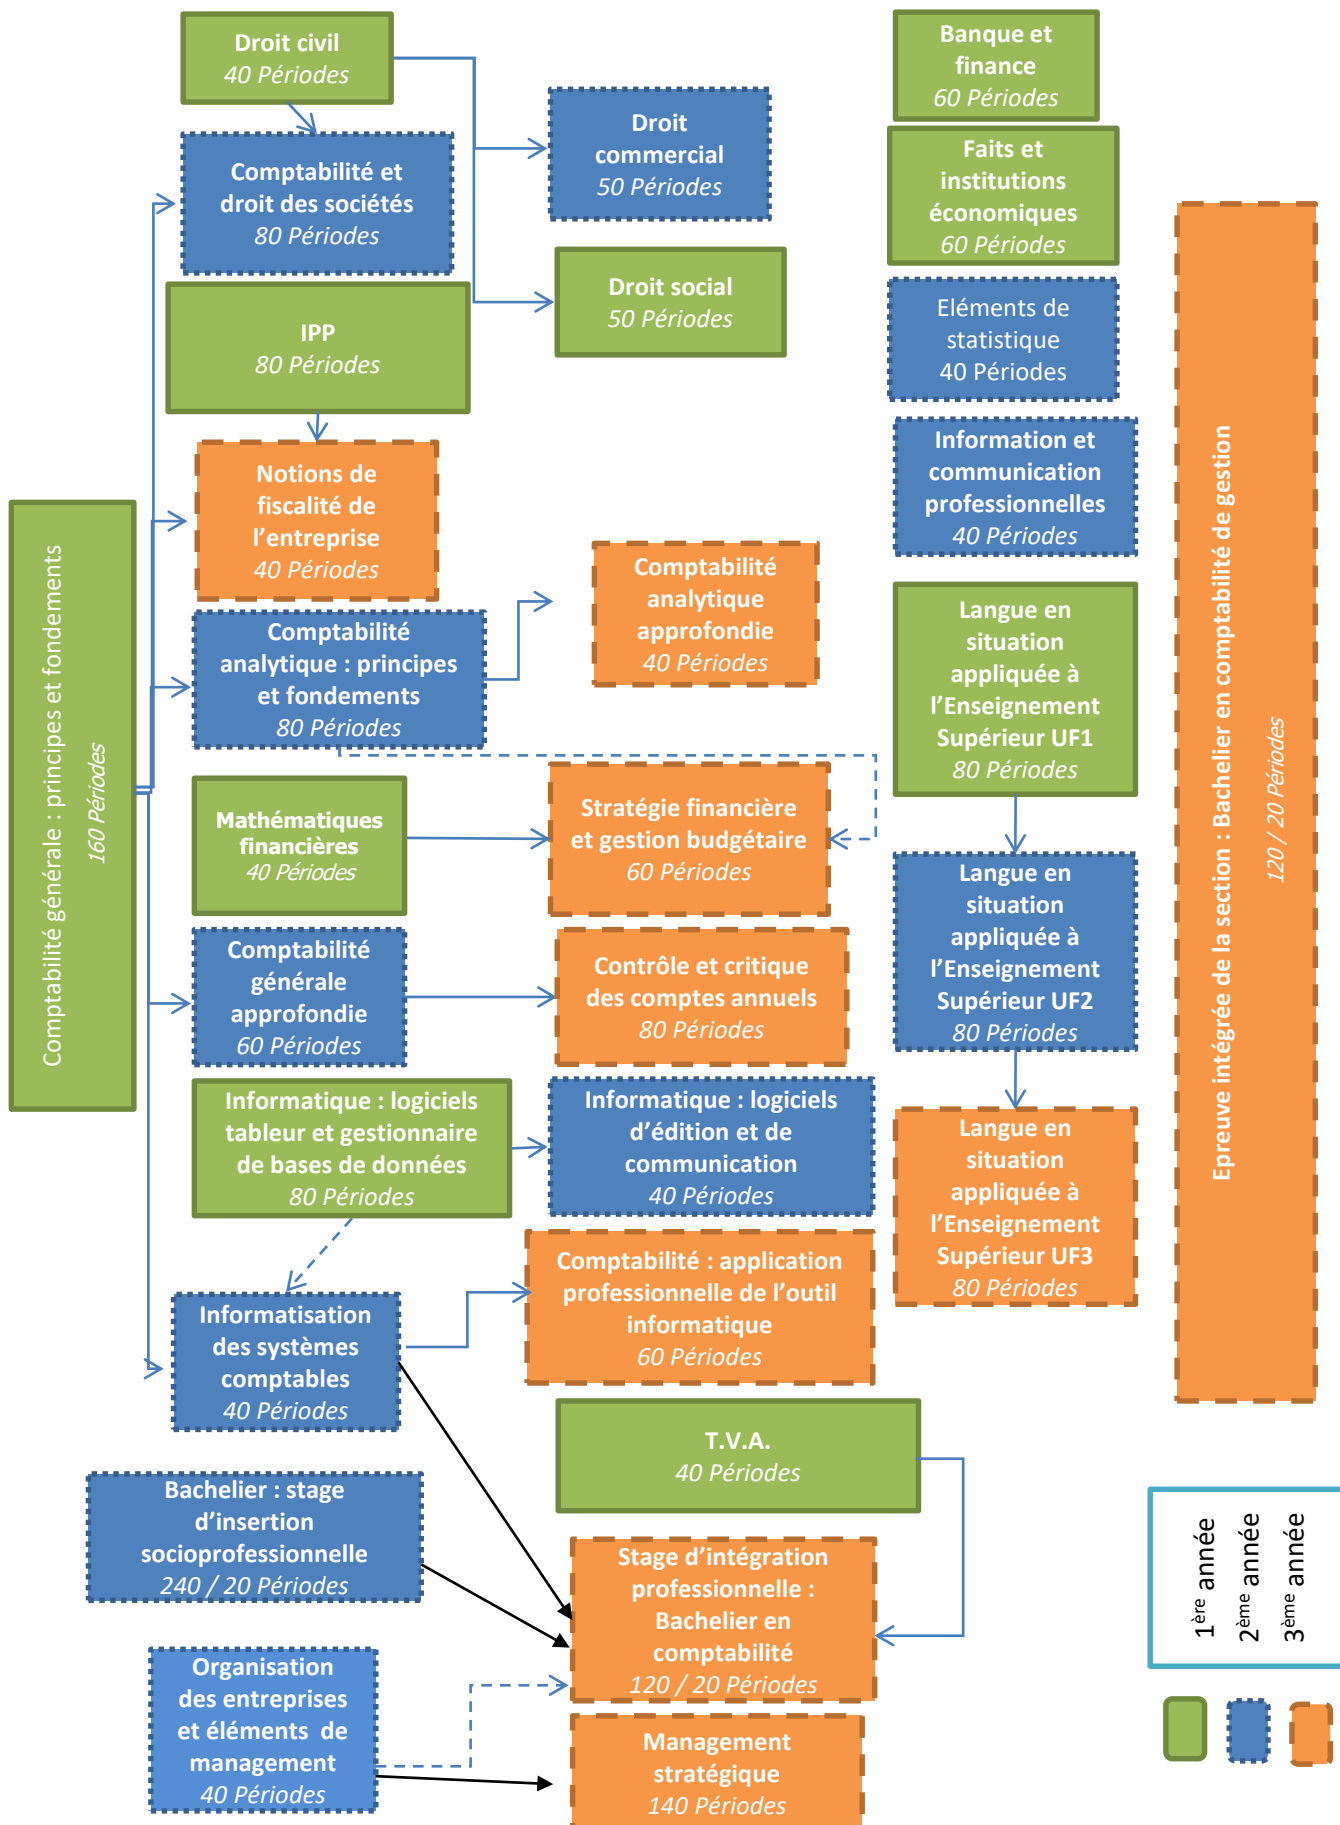 Droit civil
40 Périodes
Banque et
finance
60 Périodes
Droit
commercial
50 Périodes
Comptabilité et
droit des sociétés
80 Périodes
Faits et
institutions
économiques
60 Périodes
Droit social
50 Périodes
IPP
80 Périodes
Eléments de
statistique
40 Périodes
Notions de
fiscalité de
l’entreprise
40 Périodes
Information et
communication
professionnelles
40 Périodes
Comptabilité générale : principes et fondements
160 Périodes
Comptabilité
analytique
approfondie
40 Périodes
Comptabilité
analytique : principes
et fondements
80 Périodes
Langue en
situation
appliquée à
l’Enseignement
Supérieur UF1
80 Périodes
Epreuve intégrée de la section : Bachelier en comptabilité de gestion
120 / 20 Périodes
Mathématiques
financières
40 Périodes
Stratégie financière
et gestion budgétaire
60 Périodes
Langue en
situation
appliquée à
l’Enseignement
Supérieur UF2
80 Périodes
Comptabilité
générale
approfondie
60 Périodes
Contrôle et critique
des comptes annuels
80 Périodes
Informatique : logiciels
tableur et gestionnaire
de bases de données
80 Périodes
Informatique : logiciels
d’édition et de
communication
40 Périodes
Langue en
situation
appliquée à
l’Enseignement
Supérieur UF3
80 Périodes
Comptabilité : application
professionnelle de l’outil
informatique
60 Périodes
Informatisation
des systèmes
comptables
40 Périodes
T.V.A.
40 Périodes
Bachelier : stage
d’insertion
socioprofessionnelle
240 / 20 Périodes
Stage d’intégration
professionnelle :
Bachelier en
comptabilité
120 / 20 Périodes
Organisation
des entreprises
et éléments  de
management
40 Périodes
Management
stratégique
140 Périodes
1ère année
2ème année
3ème année